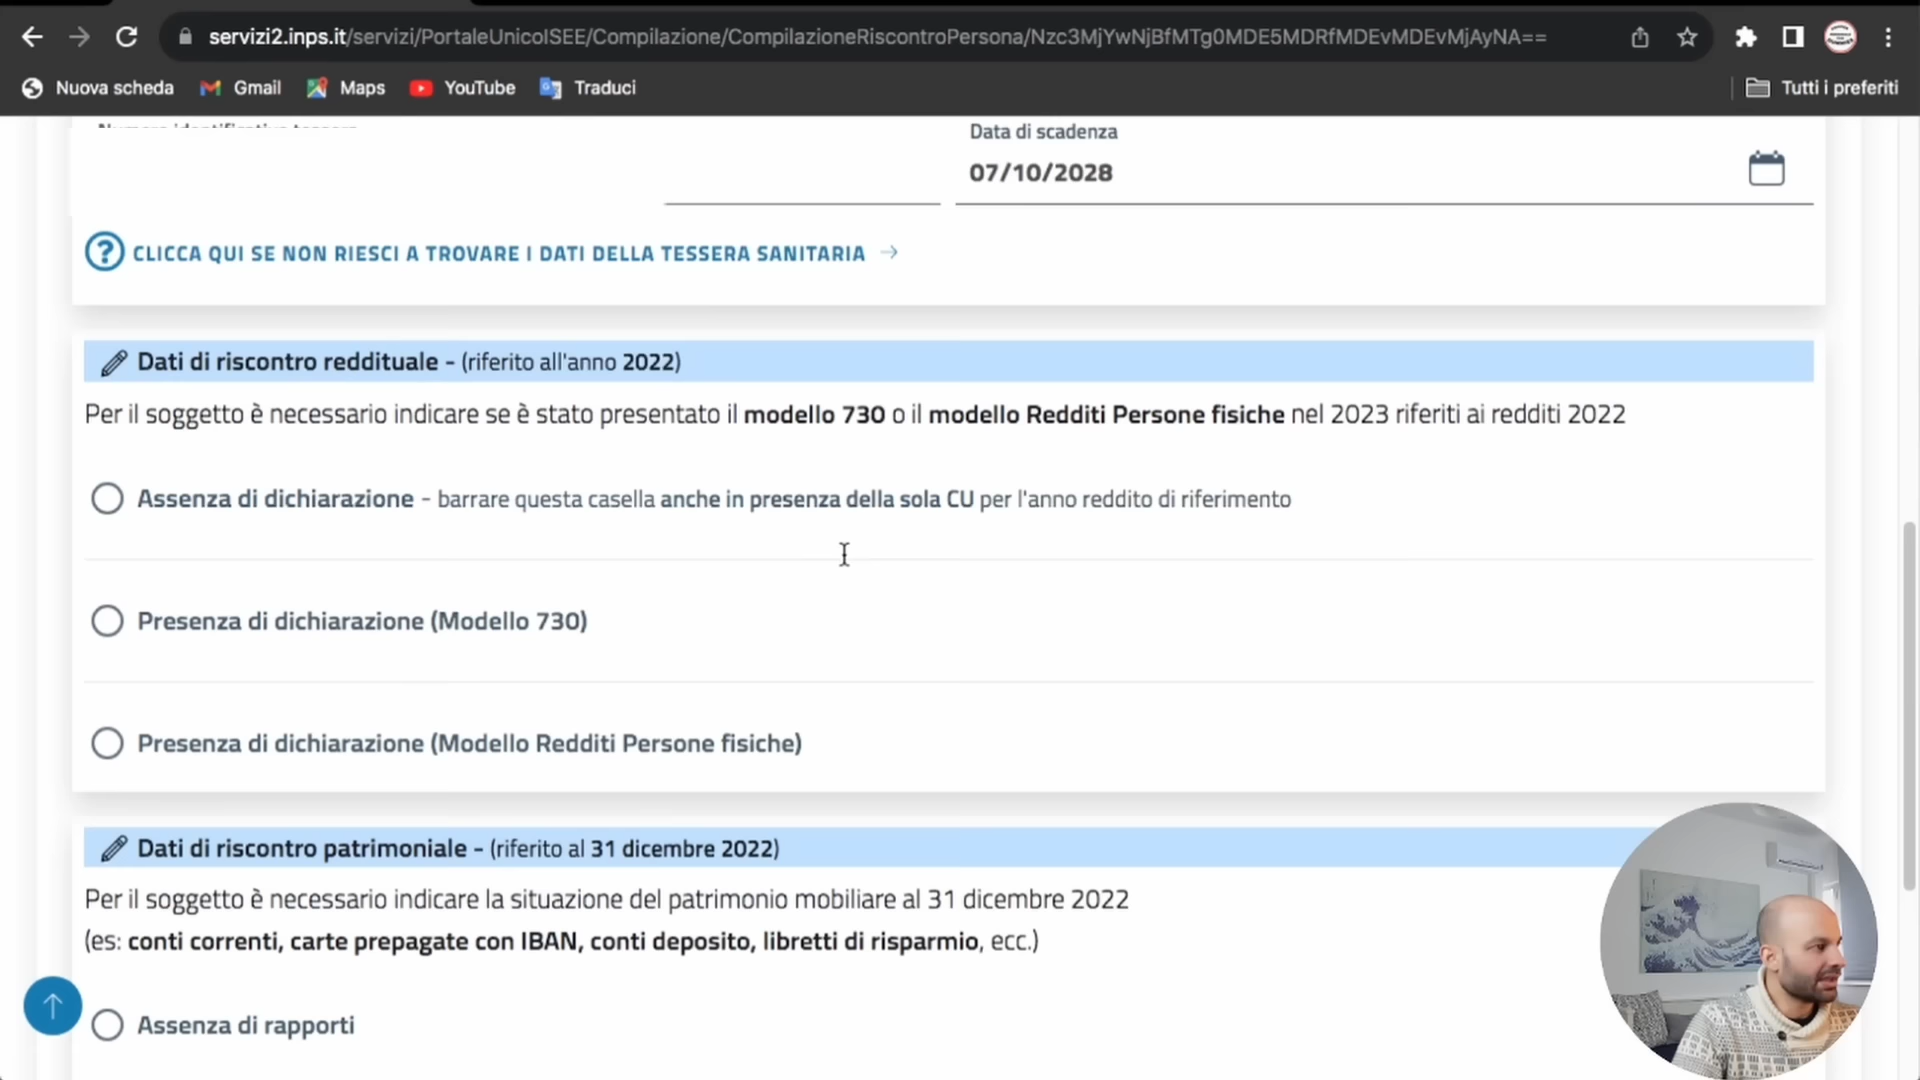 servizi2.inps.it/servizi/PortaleUnicoISEE/Compilazione/CompilazioneRiscontroPersona/Nzc3MjYwNjBfMTg0MDE5MDRfMDEvMDEvMjAyNA==
Nuova scheda Gmail Maps YouTube Traduci Tutti i preferiti
Data di scadenza
07/10/2028
CLICCA QUI SE NON RIESCI A TROVARE I DATI DELLA TESSERA SANITARIA →
Dati di riscontro reddituale - (riferito all'anno 2022)
Per il soggetto è necessario indicare se è stato presentato il modello 730 o il modello Redditi Persone fisiche nel 2023 riferiti ai redditi 2022
Assenza di dichiarazione - barrare questa casella anche in presenza della sola CU per l'anno reddito di riferimento
Presenza di dichiarazione (Modello 730)
Presenza di dichiarazione (Modello Redditi Persone fisiche)
Dati di riscontro patrimoniale - (riferito al 31 dicembre 2022)
Per il soggetto è necessario indicare la situazione del patrimonio mobiliare al 31 dicembre 2022
(es: conti correnti, carte prepagate con IBAN, conti deposito, libretti di risparmio, ecc.)
Assenza di rapporti